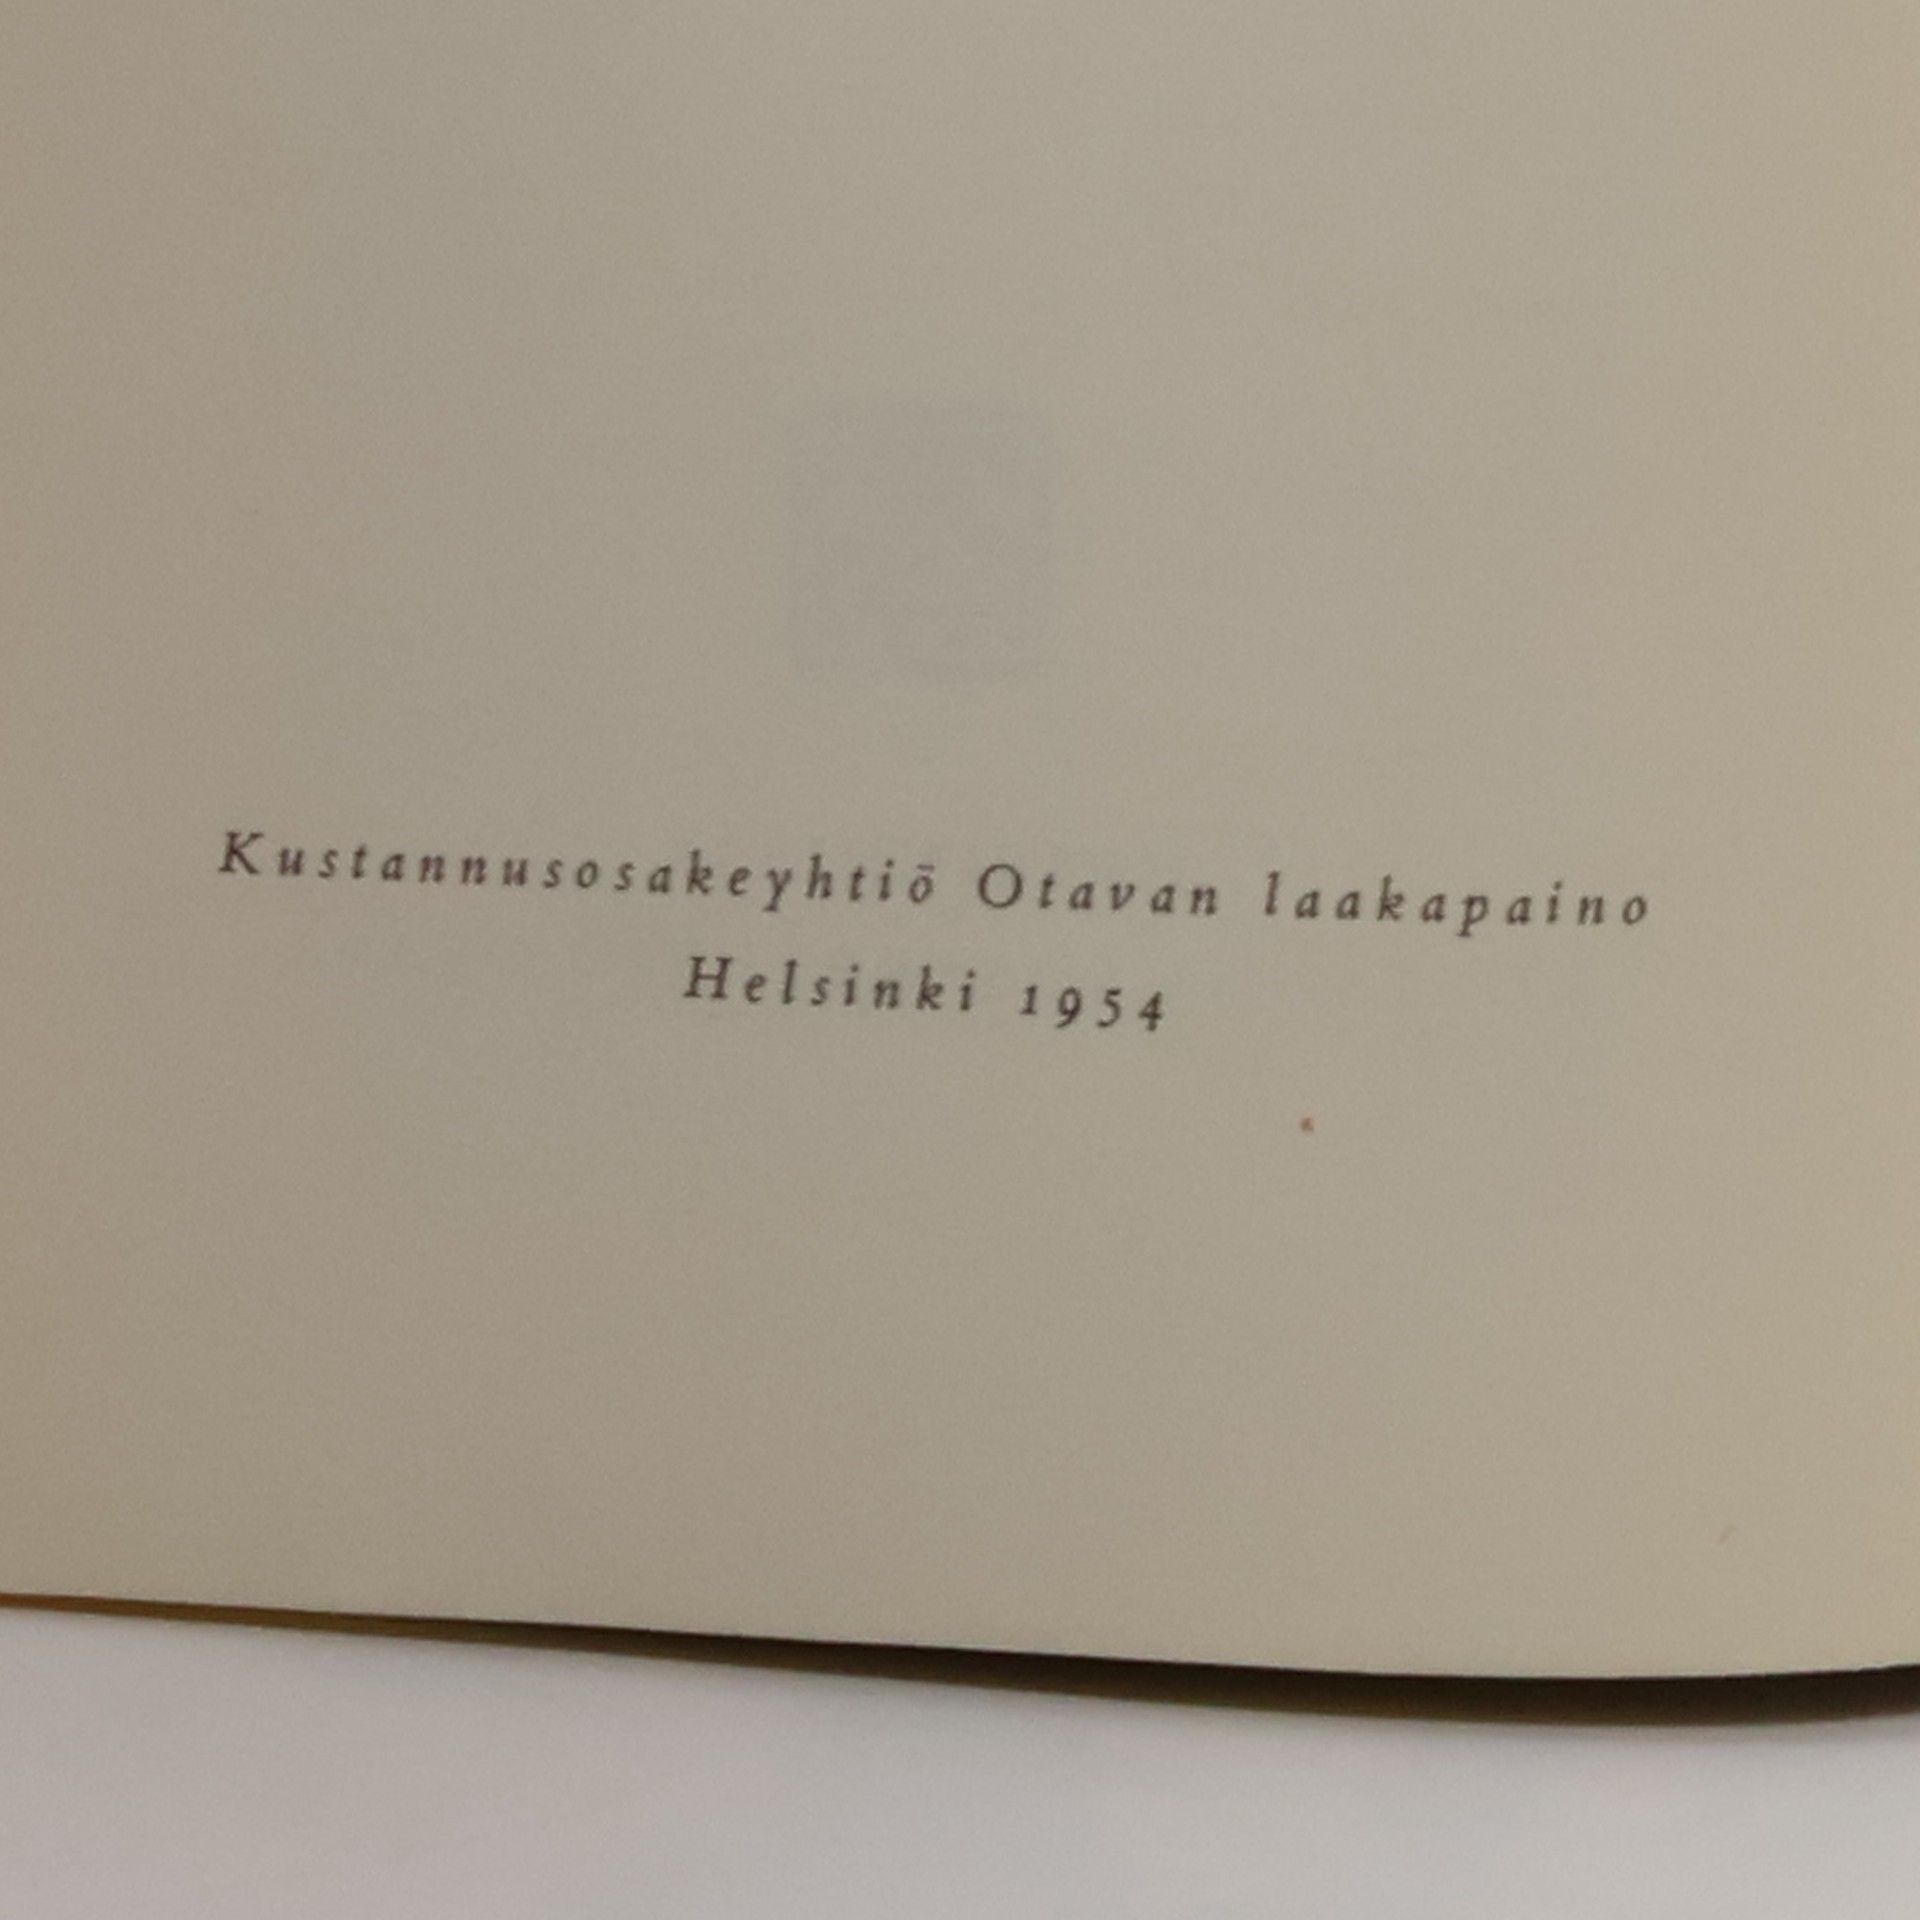 Kustannusosakeyhtiö Otavan laakapaino
Helsinki 1954